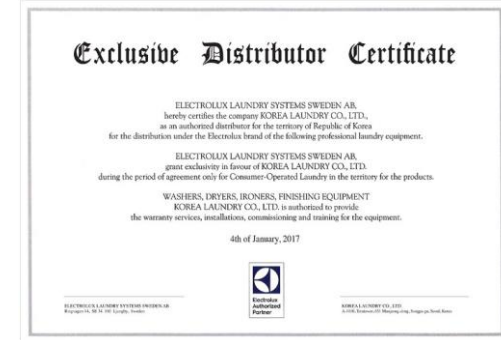 Exclusive Distributor Certificate
ELECTROLUX LAUNDRY SYSTEMS SWEDEN AB,
hereby certifies the company KOREA LAUNDRY CO., LTD.,
as an authorized distributor for the territory of Republic of Korea
for the distribution under the Electrolux brand of the following professional laundry equipment.
ELECTROLUX LAUNDRY SYSTEMS SWEDEN AB,
grant exclusivity in favour of KOREA LAUNDRY CO., LTD.
during the period of agreement only for Consumer-Operated Laundry in the territory for the products.
WASHERS, DRYERS, IRONERS, FINISHING EQUIPMENT
KOREA LAUNDRY CO., LTD. is authorized to provide
the warranty services, installations, commissioning and training for the equipment.
4th of January, 2017
Electrolux
Authorized
Partner
ELECTROLUX LAUNDRY SYSTEMS SWEDEN AB
Ljungby, Sweden
KOREA LAUNDRY CO., LTD.
Seoul, Korea